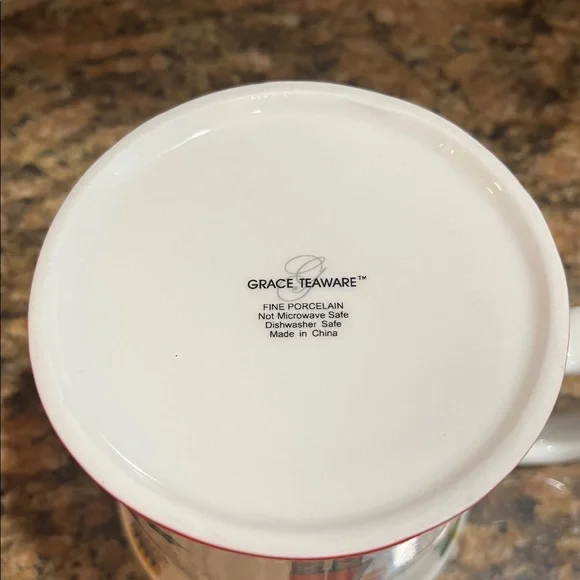 G
GRACE TEAWARE™
FINE PORCELAIN
Not Microwave Safe
Dishwasher Safe
Made in China